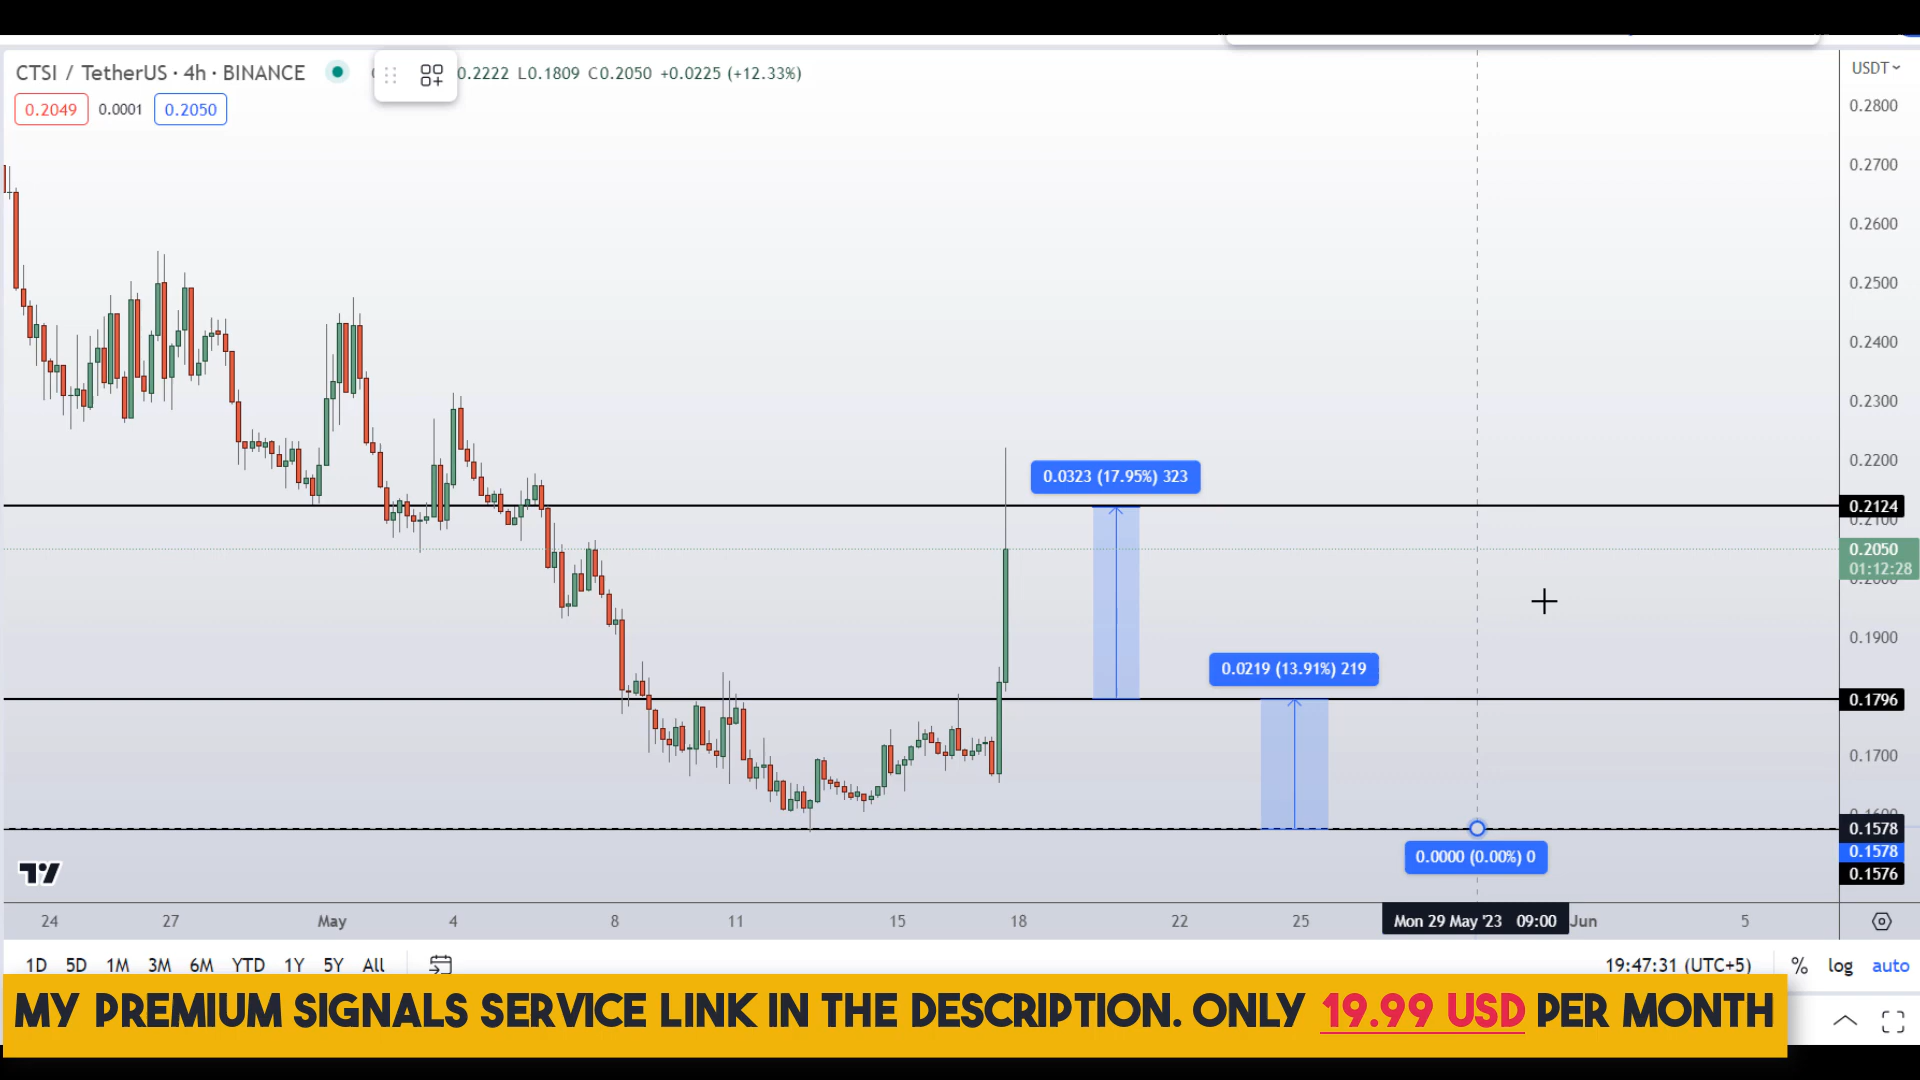 CTSI / TetherUS · 4h · BINANCE
0.2222 L0.1809 C0.2050 +0.0225 (+12.33%)
0.2049 0.0001 0.2050
USDT
0.2800
0.2700
0.2600
0.2500
0.2400
0.2300
0.2200
0.2124
0.2100
0.2050
01:12:28
0.2000
0.1900
0.1796
0.1700
0.1600
0.1578
0.1578
0.1576
0.0323 (17.95%) 323
0.0219 (13.91%) 219
0.0000 (0.00%) 0
24 27 May 4 8 11 15 18 22 25 Mon 29 May '23 09:00 Jun 5
1D 5D 1M 3M 6M YTD 1Y 5Y All 19:47:31 (UTC+5) % log auto
MY PREMIUM SIGNALS SERVICE LINK IN THE DESCRIPTION. ONLY 19.99 USD PER MONTH